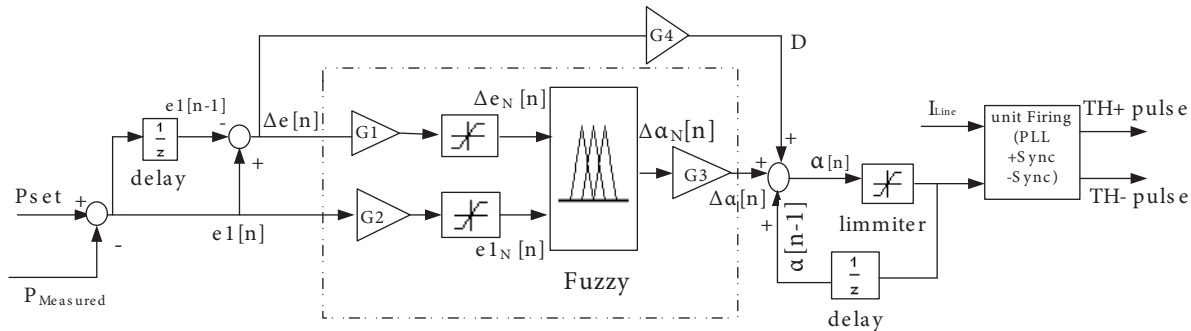 G4
D
e1[n-1]
-
Δe[n]
G1
Δe_N[n]
I_Line
TH+ pulse
unit Firing
(PLL
+Sync
-Sync)
1
z
delay
+
Δα_N[n]
+
+
α[n]
G3
Δα[n]
TH- pulse
Pset
+
-
e1[n]
G2
e1_N[n]
Fuzzy
+
α[n-1]
limmiter
P_Measured
1
z
delay